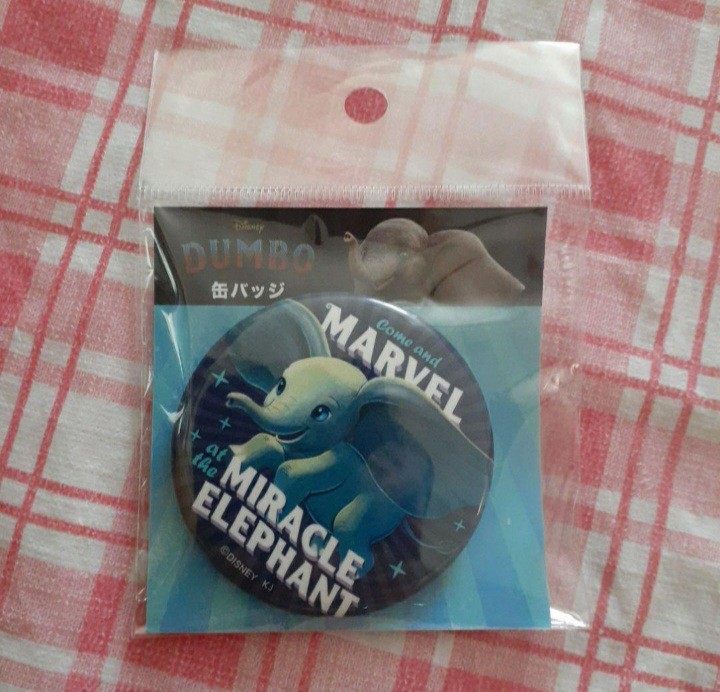 Disney
DUMBO
缶バッジ
Come and
MARVEL
at
the
MIRACLE
ELEPHANT
©DISNEY KJ